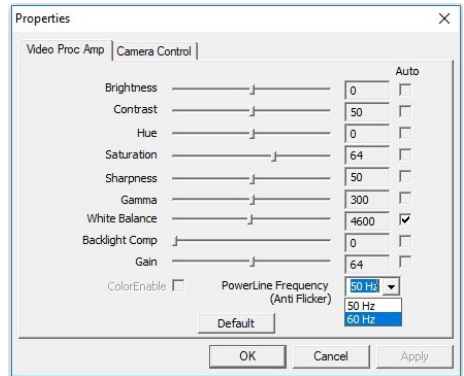 Properties
Video Proc Amp Camera Control
Auto
Brightness 0
Contrast 50
Hue 0
Saturation 64
Sharpness 50
Gamma 300
White Balance 4600
Backlight Comp 0
Gain 64
ColorEnable PowerLine Frequency 50 Hz
(Anti Flicker)
50 Hz
60 Hz
Default
OK Cancel Apply